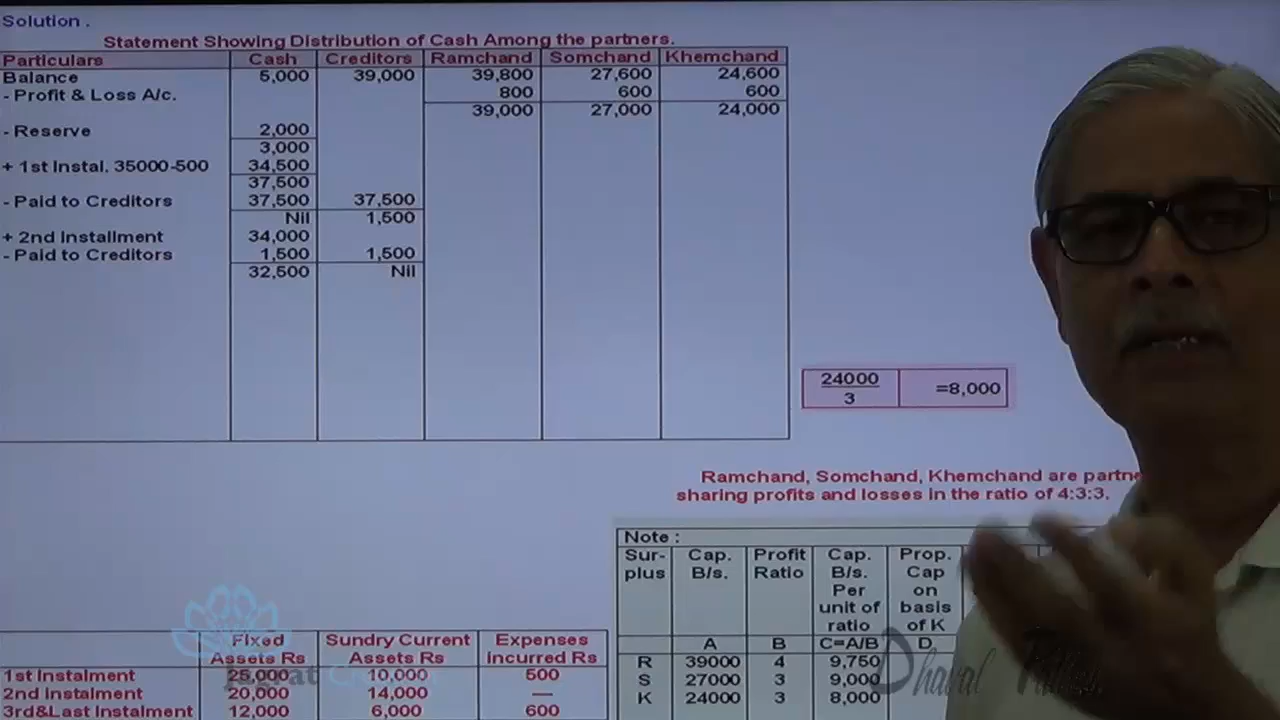 Solution .
Statement Showing Distribution of Cash Among the partners.
Particulars Cash Creditors Ramchand Somchand Khemchand
Balance 5,000 39,000 39,800 27,600 24,600
- Profit & Loss A/c. 800 600 600
39,000 27,000 24,000
- Reserve 2,000
3,000
+ 1st Instal. 35000-500 34,500
37,500
- Paid to Creditors 37,500 37,500
Nil 1,500
+ 2nd Installment 34,000
- Paid to Creditors 1,500 1,500
32,500 Nil
24000
3
=8,000
Ramchand, Somchand, Khemchand are
sharing profits and losses in the ratio of 4:3:3.
Note :
Sur-
plus
Cap.
B/s.
Profit
Ratio
Cap.
B/s.
Per
unit of
ratio
Prop.
Cap
on
basis
of K
A B C=A/B D
R 39000 4 9,750
S 27000 3 9,000
K 24000 3 8,000
Fixed
Assets Rs
Sundry Current
Assets Rs
Expenses
incurred Rs
1st Instalment 25,000 10,000 500
2nd Instalment 20,000 14,000 —
3rd&Last Instalment 12,000 6,000 600
Dhaval